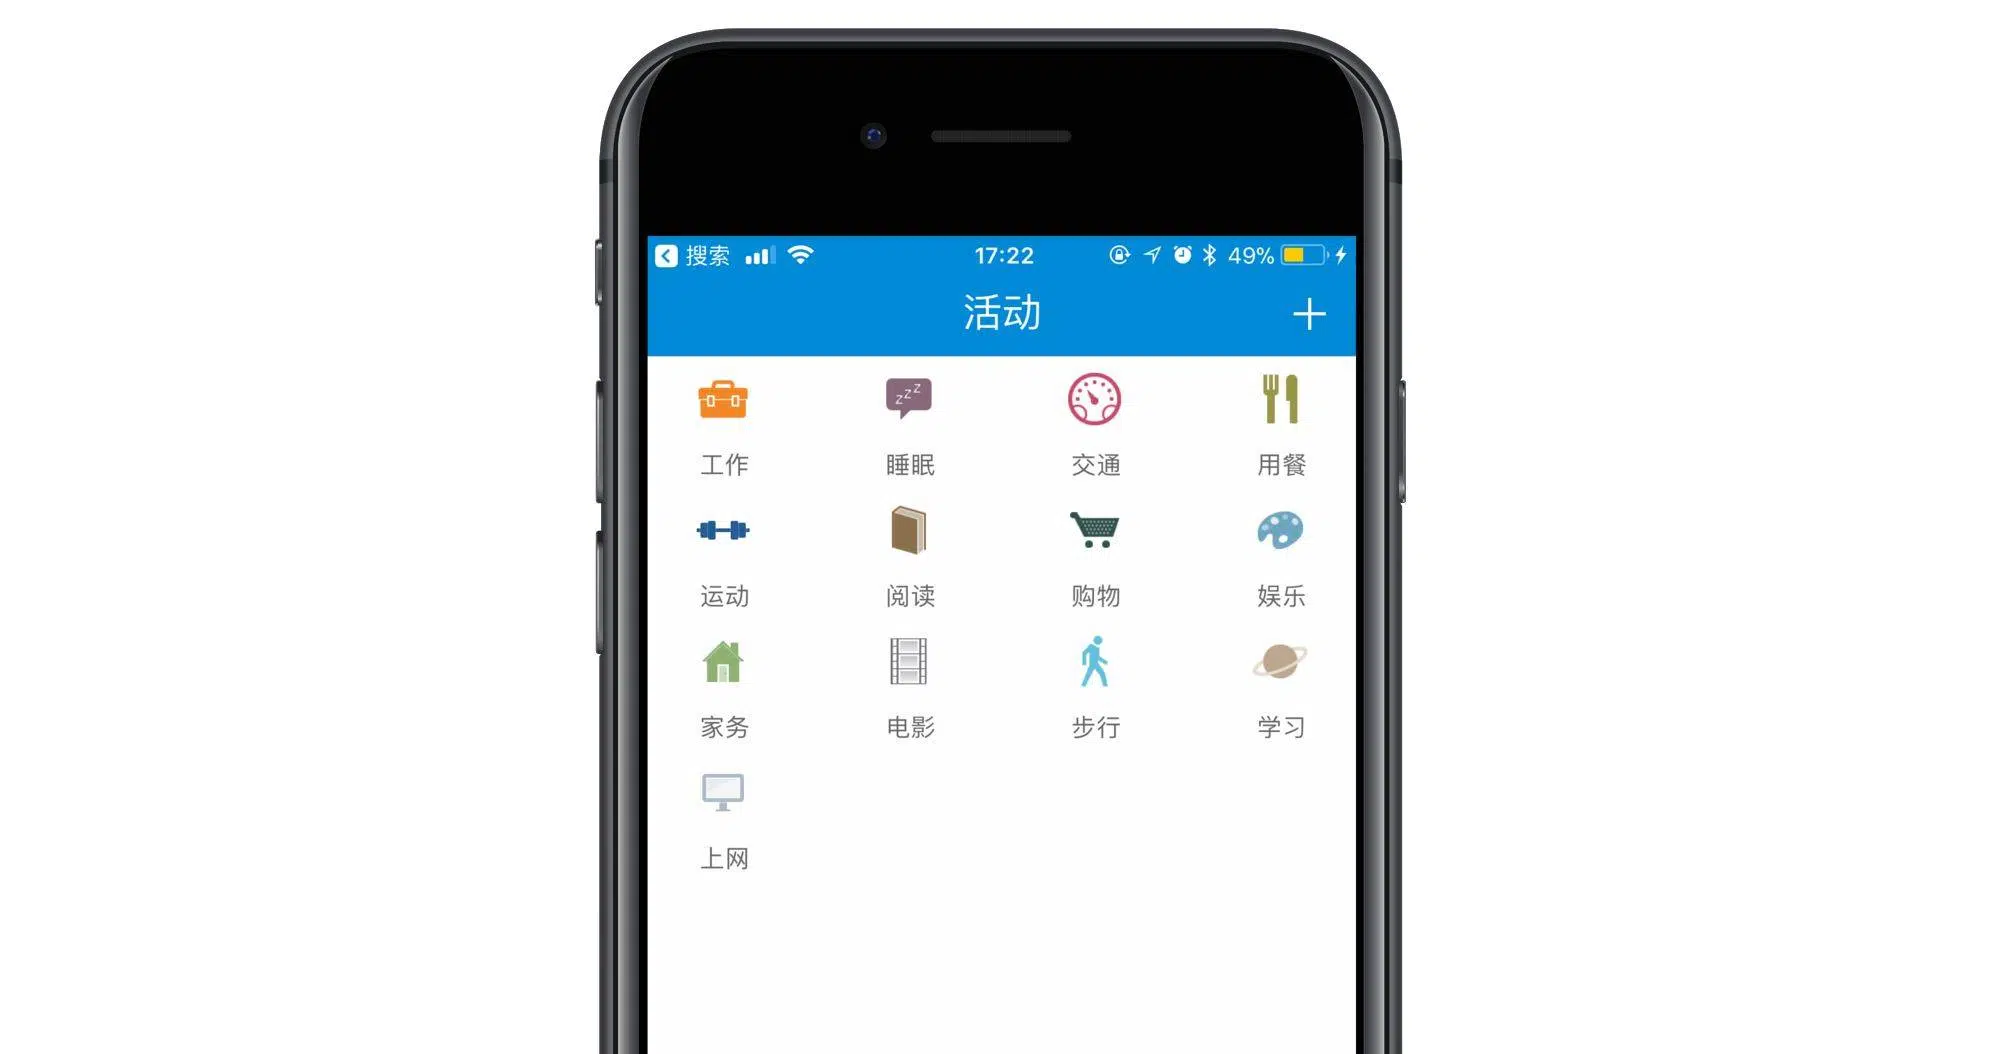 搜索 17:22 49%
活动
工作 睡眠 交通 用餐
运动 阅读 购物 娱乐
家务 电影 步行 学习
上网